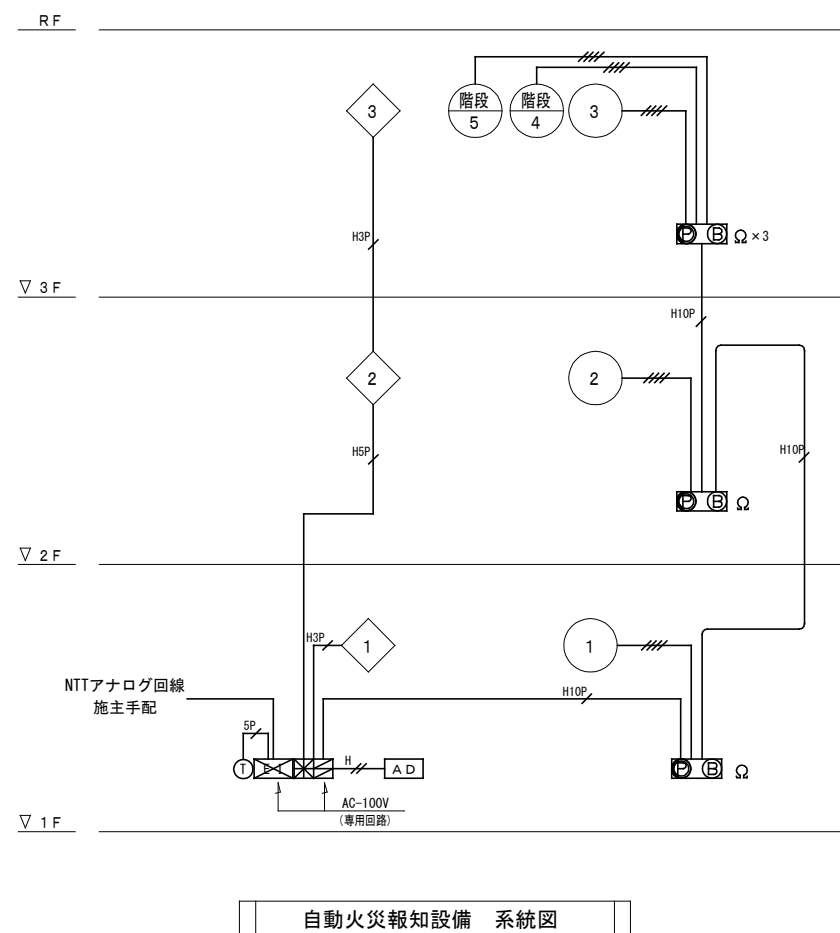 RF
3
階段
5
階段
4
3
H3P
P B Ω×3
▽ 3F
H10P
2
2
H5P
H10P
P B Ω
▽ 2F
H3P
1
1
NTTアナログ回線
施主手配
H10P
5P
H
T
AD
P B Ω
AC-100V
(専用回路)
▽ 1F
自動火災報知設備 系統図